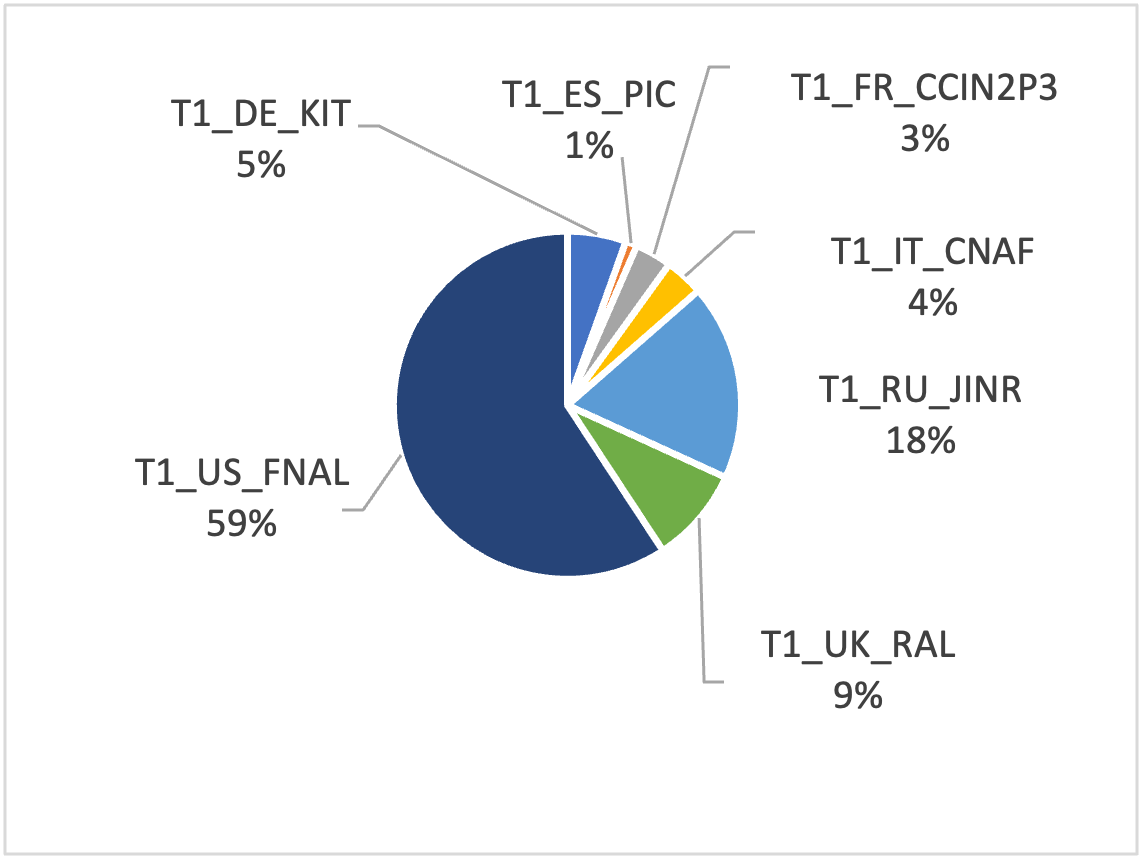 T1_DE_KIT
5%
T1_ES_PIC
1%
T1_FR_CCIN2P3
3%
T1_IT_CNAF
4%
T1_RU_JINR
18%
T1_US_FNAL
59%
T1_UK_RAL
9%